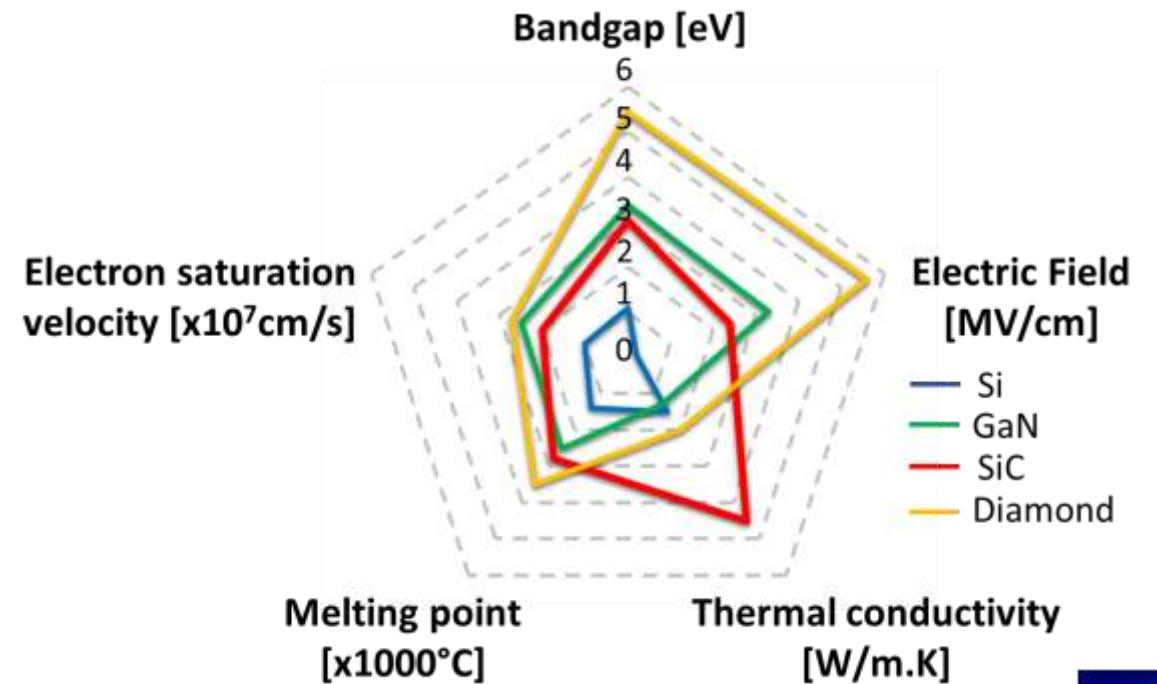 Bandgap [eV]
6
5
4
3
2
1
0
Electron saturation
velocity [x10⁷cm/s]
Electric Field
[MV/cm]
Si
GaN
SiC
Diamond
Melting point
[x1000°C]
Thermal conductivity
[W/m.K]